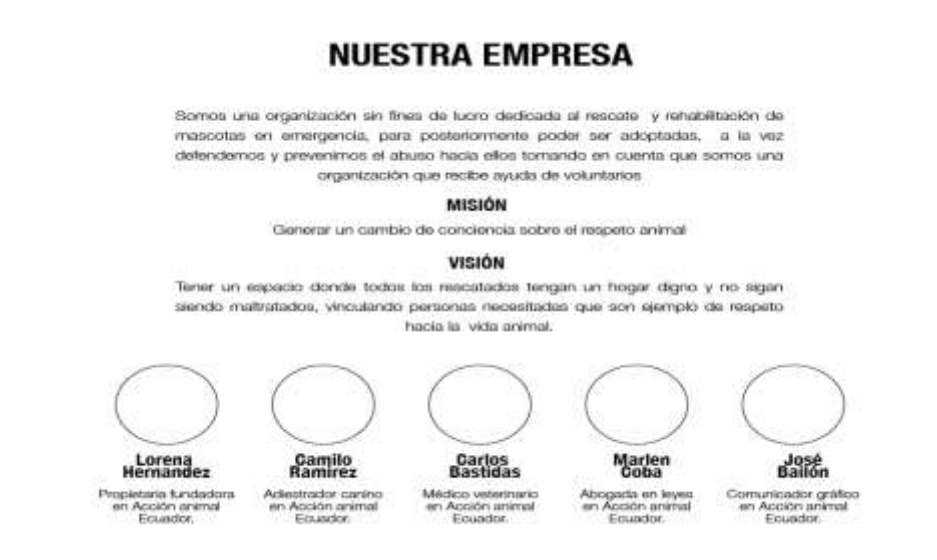 NUESTRA EMPRESA
Somos una organización sin fines de lucro dedicada al rescate y rehabilitación de
mascotas en emergencia, para posteriormente poder ser adoptadas, a la vez
defendemos y prevenimos el abuso hacia ellos tomando en cuenta que somos una
organización que recibe ayuda de voluntarios
MISIÓN
Generar un cambio de conciencia sobre el respeto animal
VISIÓN
Tener un espacio donde todos los rescatados tengan un hogar digno y no sigan
siendo maltratados, vinculando personas necesitadas que son ejemplo de respeto
hacia la vida animal.
Lorena
Hernández
Propietaria fundadora
en Acción animal
Ecuador.
Camilo
Ramírez
Adiestrador canino
en Acción animal
Ecuador.
Carlos
Bastidas
Médico veterinario
en Acción animal
Ecuador.
Marlen
Coba
Abogada en leyes
en Acción animal
Ecuador.
José
Bailón
Comunicador gráfico
en Acción animal
Ecuador.